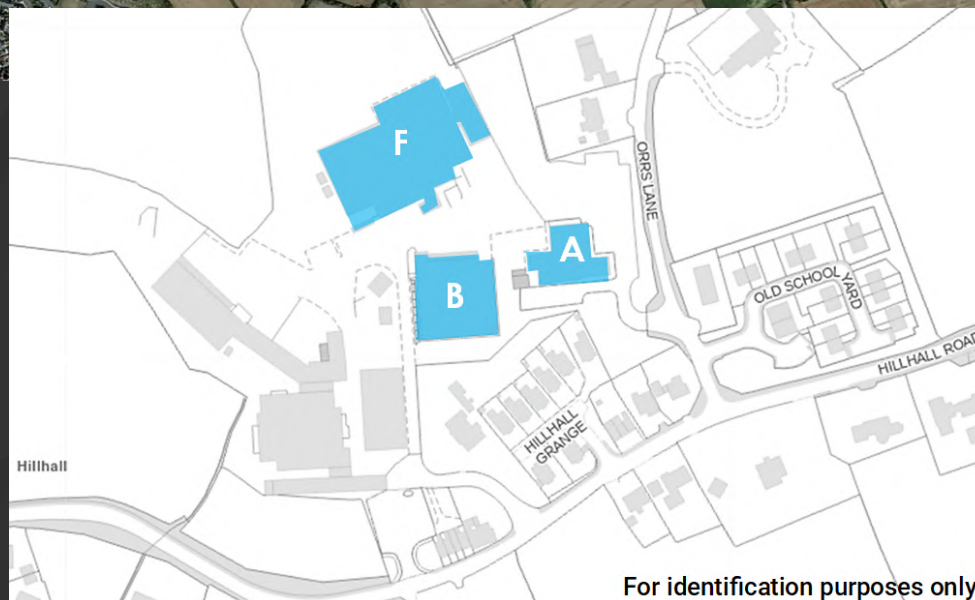 F
ORRS LANE
A
B
OLD SCHOOL
YARD
HILLHALL ROAD
HILLHALL
GRANGE
Hillhall
For identification purposes only